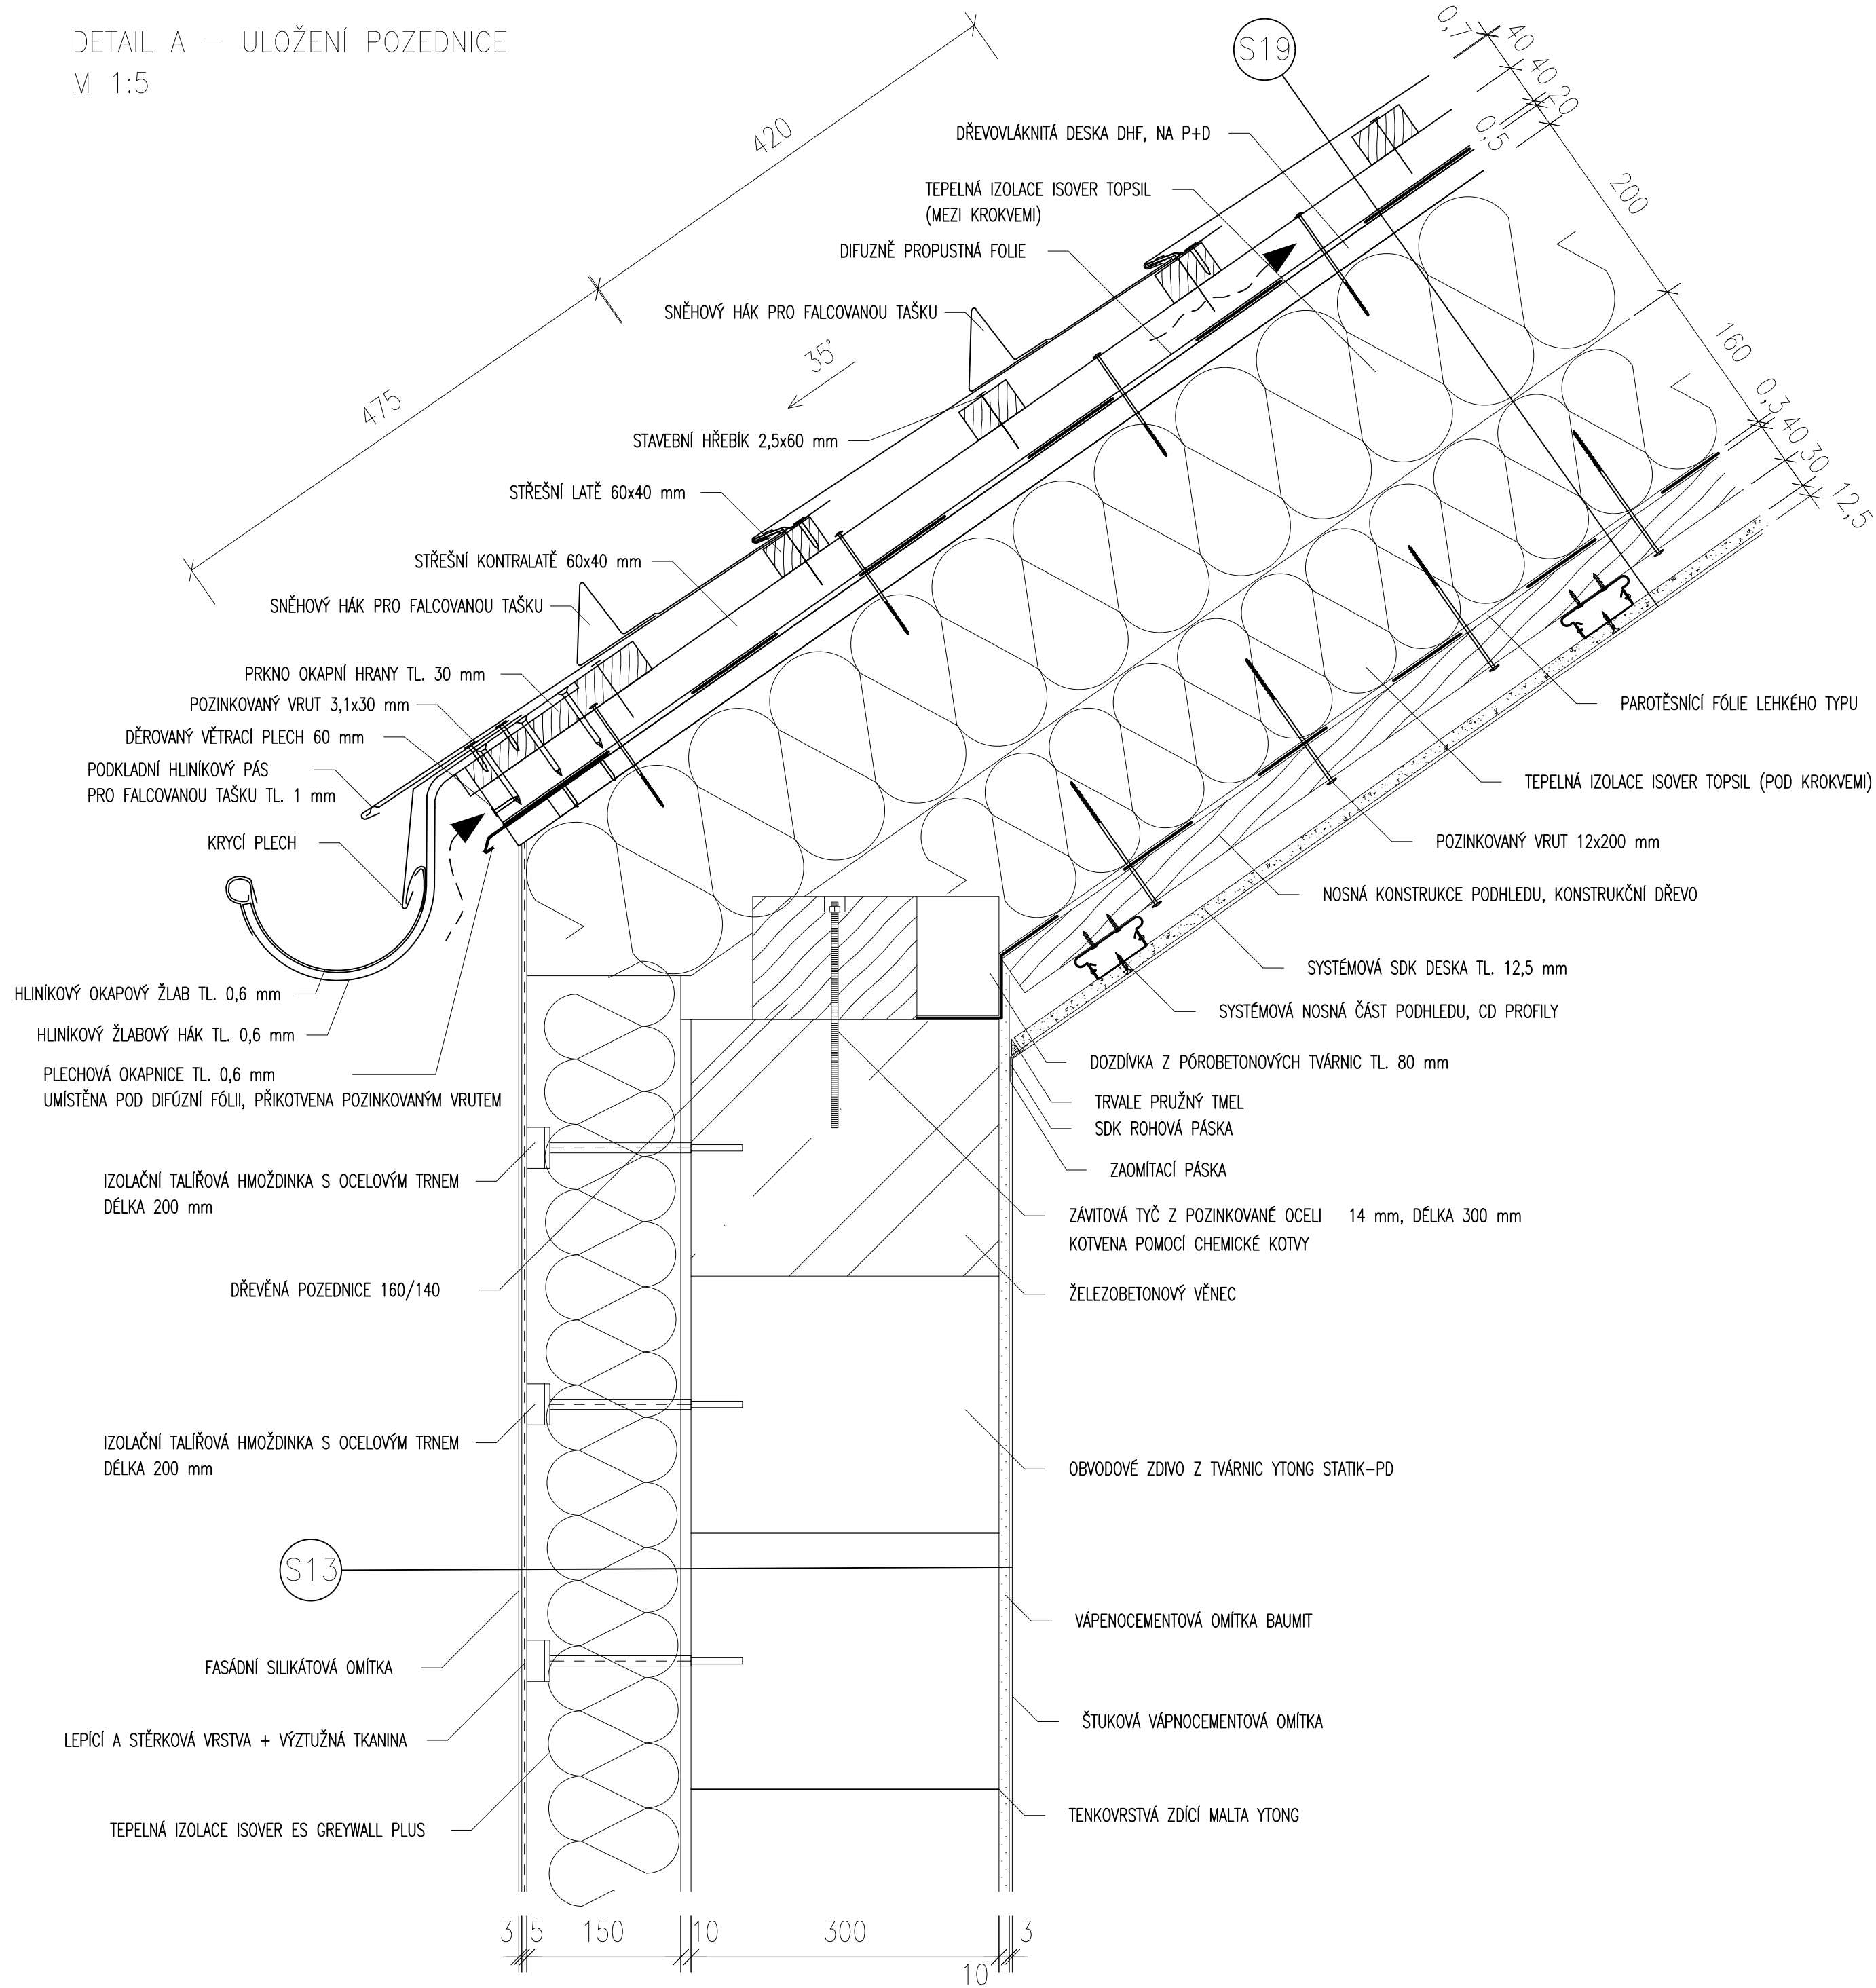 DETAIL A – ULOŽENÍ POZEDNICE
M 1:5
420
475
35°
S19
0,7
40
40
20
0,5
200
160
0,3
40
30
12,5
DŘEVOVLÁKNITÁ DESKA DHF, NA P+D
TEPELNÁ IZOLACE ISOVER TOPSIL
(MEZI KROKVEMI)
DIFUZNĚ PROPUSTNÁ FOLIE
SNĚHOVÝ HÁK PRO FALCOVANOU TAŠKU
STAVEBNÍ HŘEBÍK 2,5x60 mm
STŘEŠNÍ LATĚ 60x40 mm
STŘEŠNÍ KONTRALATĚ 60x40 mm
SNĚHOVÝ HÁK PRO FALCOVANOU TAŠKU
PRKNO OKAPNÍ HRANY TL. 30 mm
POZINKOVANÝ VRUT 3,1x30 mm
DĚROVANÝ VĚTRACÍ PLECH 60 mm
PODKLADNÍ HLINÍKOVÝ PÁS
PRO FALCOVANOU TAŠKU TL. 1 mm
KRYCÍ PLECH
HLINÍKOVÝ OKAPOVÝ ŽLAB TL. 0,6 mm
HLINÍKOVÝ ŽLABOVÝ HÁK TL. 0,6 mm
PLECHOVÁ OKAPNICE TL. 0,6 mm
UMÍSTĚNA POD DIFÚZNÍ FÓLII, PŘIKOTVENA POZINKOVANÝM VRUTEM
IZOLAČNÍ TALÍŘOVÁ HMOŽDINKA S OCELOVÝM TRNEM
DÉLKA 200 mm
DŘEVĚNÁ POZEDNICE 160/140
IZOLAČNÍ TALÍŘOVÁ HMOŽDINKA S OCELOVÝM TRNEM
DÉLKA 200 mm
S13
FASÁDNÍ SILIKÁTOVÁ OMÍTKA
LEPÍCÍ A STĚRKOVÁ VRSTVA + VÝZTUŽNÁ TKANINA
TEPELNÁ IZOLACE ISOVER ES GREYWALL PLUS
PAROTĚSNÍCÍ FÓLIE LEHKÉHO TYPU
TEPELNÁ IZOLACE ISOVER TOPSIL (POD KROKVEMI)
POZINKOVANÝ VRUT 12x200 mm
NOSNÁ KONSTRUKCE PODHLEDU, KONSTRUKČNÍ DŘEVO
SYSTÉMOVÁ SDK DESKA TL. 12,5 mm
SYSTÉMOVÁ NOSNÁ ČÁST PODHLEDU, CD PROFILY
DOZDÍVKA Z PÓROBETONOVÝCH TVÁRNIC TL. 80 mm
TRVALE PRUŽNÝ TMEL
SDK ROHOVÁ PÁSKA
ZAOMÍTACÍ PÁSKA
ZÁVITOVÁ TYČ Z POZINKOVANÉ OCELI 14 mm, DÉLKA 300 mm
KOTVENA POMOCÍ CHEMICKÉ KOTVY
ŽELEZOBETONOVÝ VĚNEC
OBVODOVÉ ZDIVO Z TVÁRNIC YTONG STATIK–PD
VÁPENOCEMENTOVÁ OMÍTKA BAUMIT
ŠTUKOVÁ VÁPNOCEMENTOVÁ OMÍTKA
TENKOVRSTVÁ ZDÍCÍ MALTA YTONG
3 5 150 10 300 3
10